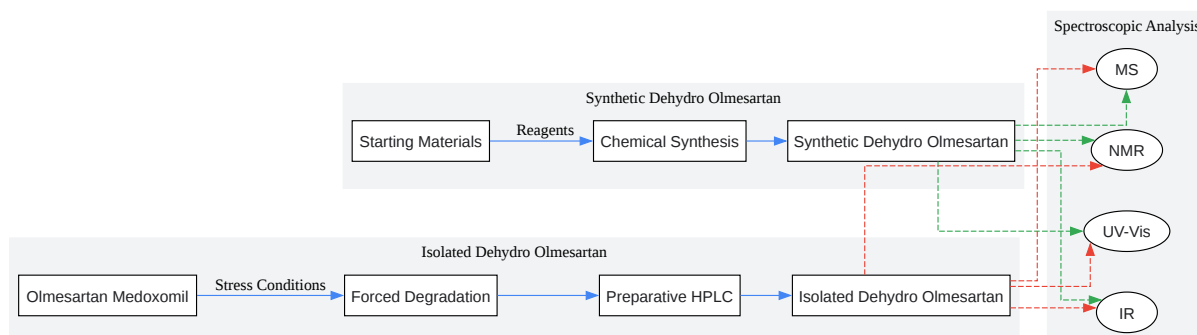 Spectroscopic Analysis
MS
Synthetic Dehydro Olmesartan
Starting Materials
Reagents
Chemical Synthesis
Synthetic Dehydro Olmesartan
NMR
UV-Vis
Isolated Dehydro Olmesartan
Olmesartan Medoxomil
Stress Conditions
Forced Degradation
Preparative HPLC
Isolated Dehydro Olmesartan
IR